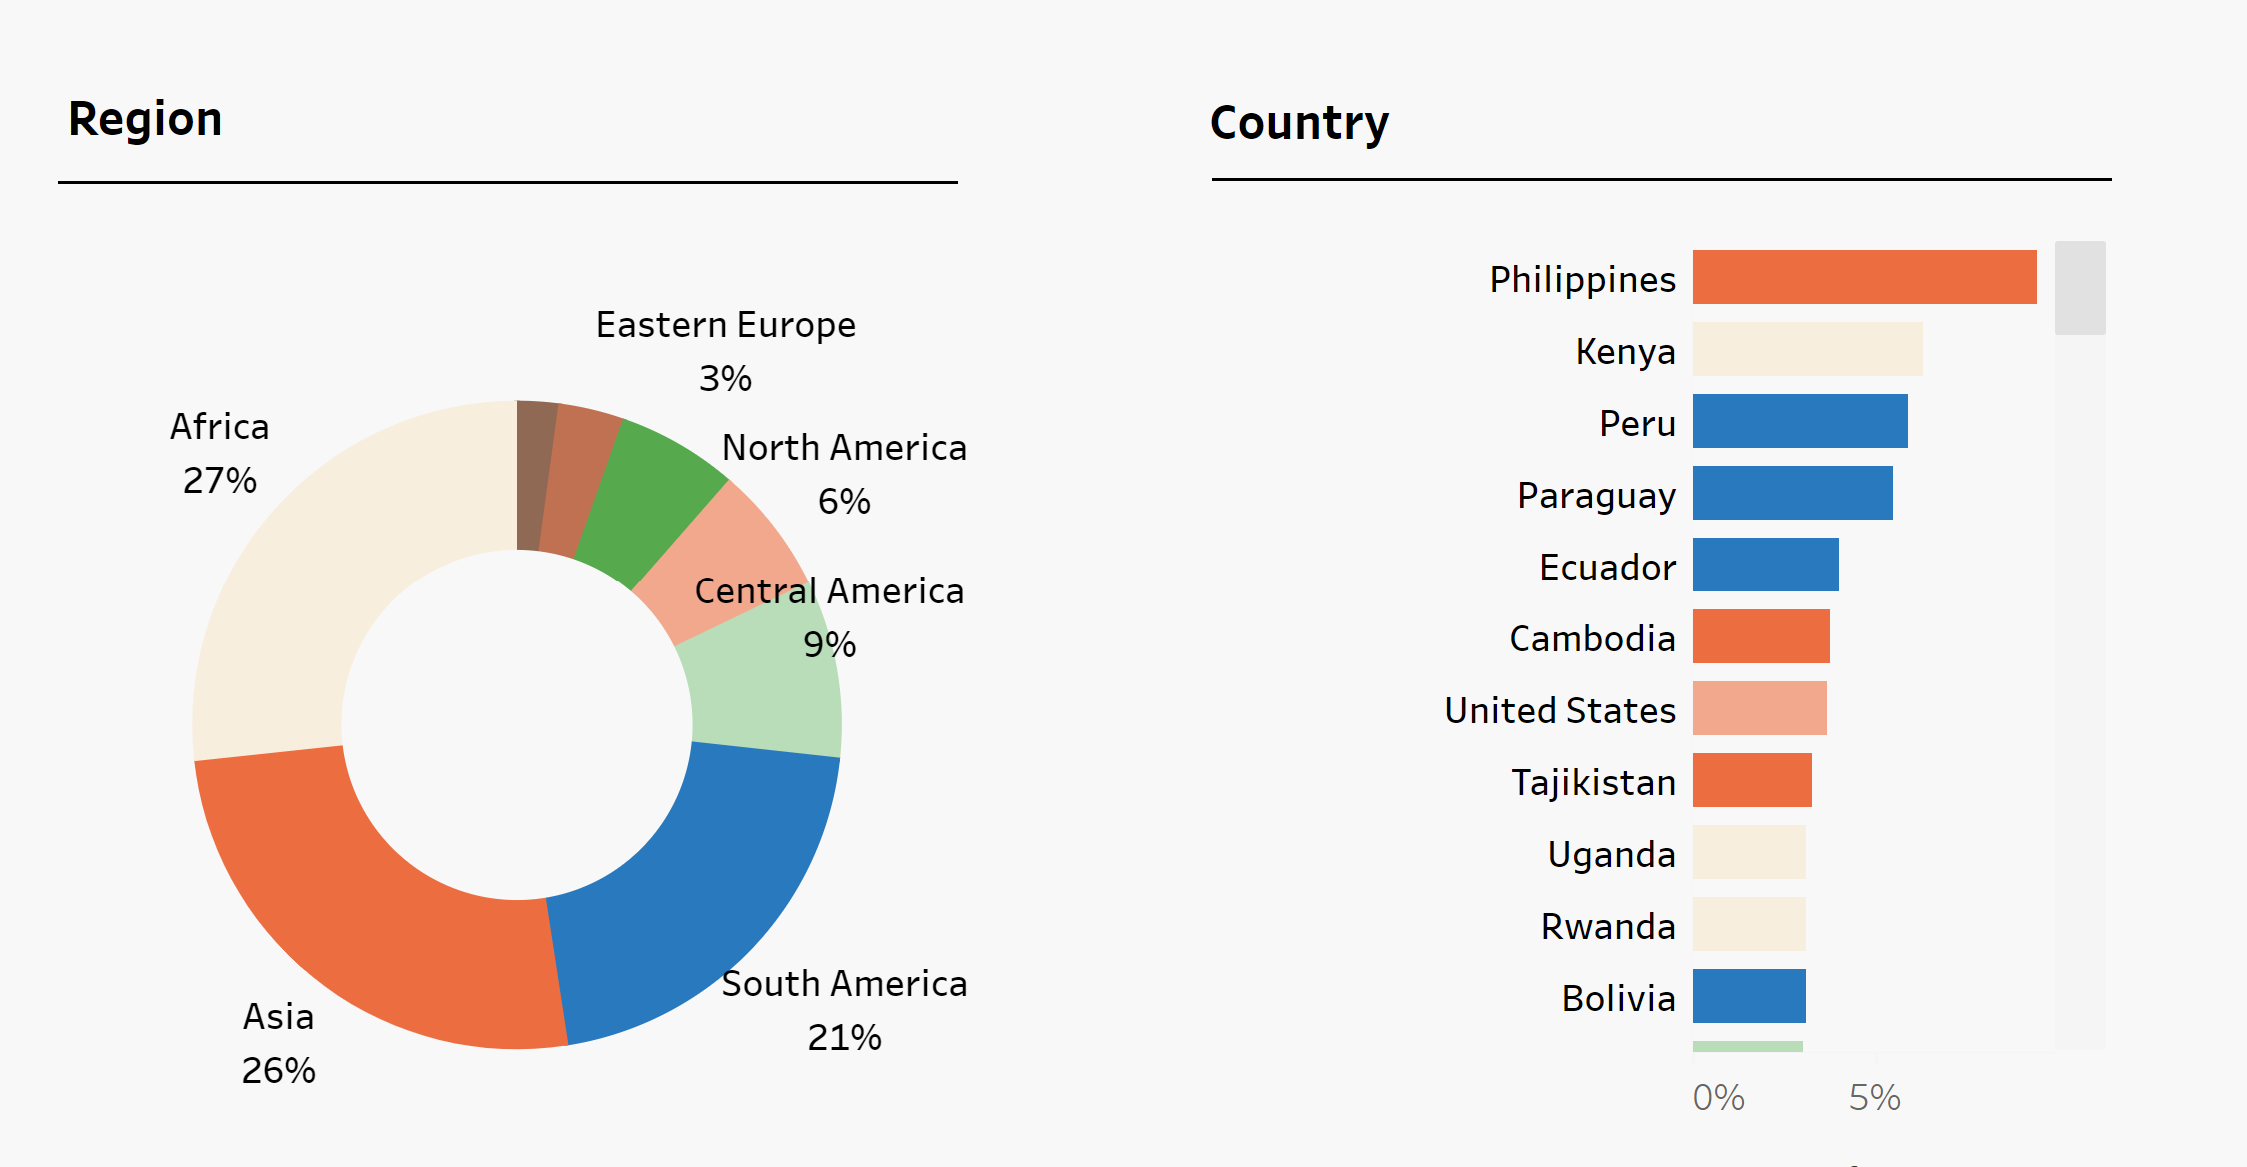 Region
Eastern Europe
3%
Africa
27%
North America
6%
Central America
9%
South America
21%
Asia
26%
Country
Philippines
Kenya
Peru
Paraguay
Ecuador
Cambodia
United States
Tajikistan
Uganda
Rwanda
Bolivia
0% 5%